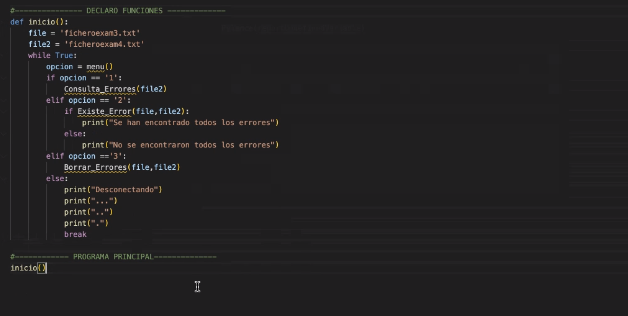 #--------------- DECLARO FUNCIONES -------------
def inicio():
    file = 'ficheroexam3.txt'
    file2 = 'ficheroexam4.txt'
    while True:
        opcion = menu()
        if opcion == '1':
            Consulta_Errores(file2)
        elif opcion == '2':
            if Existe_Error(file,file2):
                print("Se han encontrado todos los errores")
            else:
                print("No se encontraron todos los errores")
        elif opcion =='3':
            Borrar_Errores(file,file2)
        else:
            print("Desconectando")
            print("...")
            print("..")
            print(".")
            break
#------------ PROGRAMA PRINCIPAL--------------
inicio()